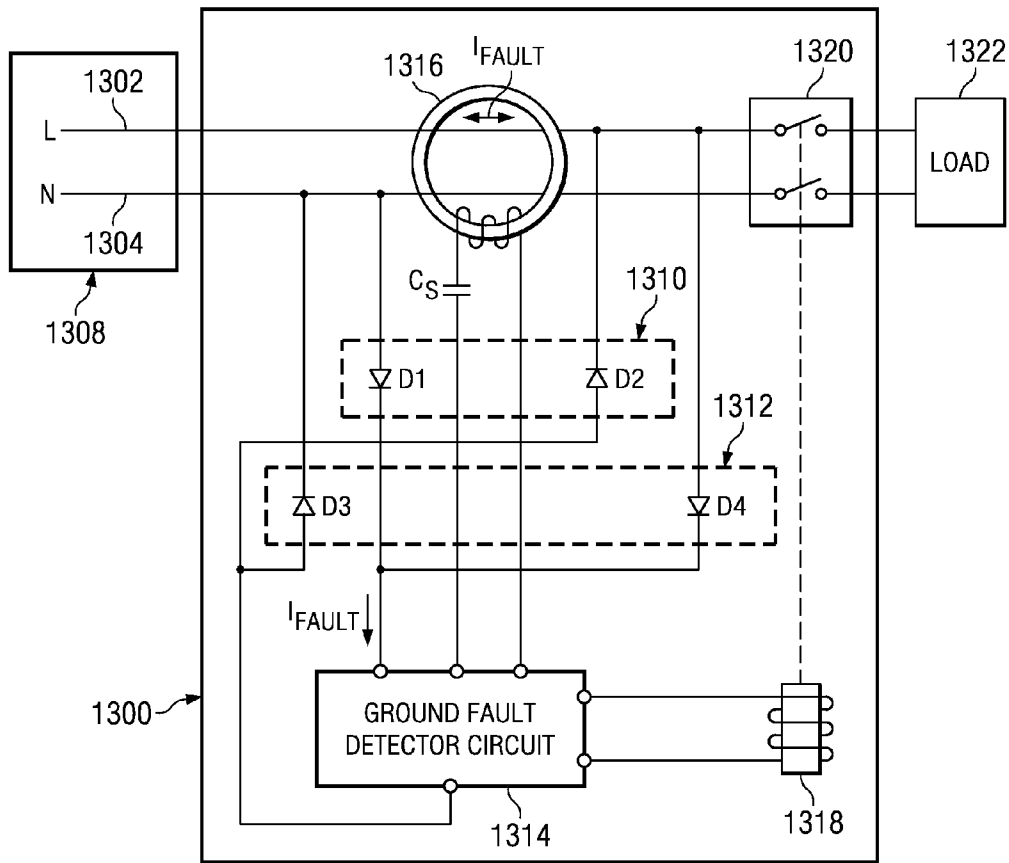 I_FAULT
1316
1320
1322
1302
L
N
1304
1308
LOAD
C_S
1310
D1
D2
1312
D3
D4
I_FAULT
1300
GROUND FAULT
DETECTOR CIRCUIT
1314
1318